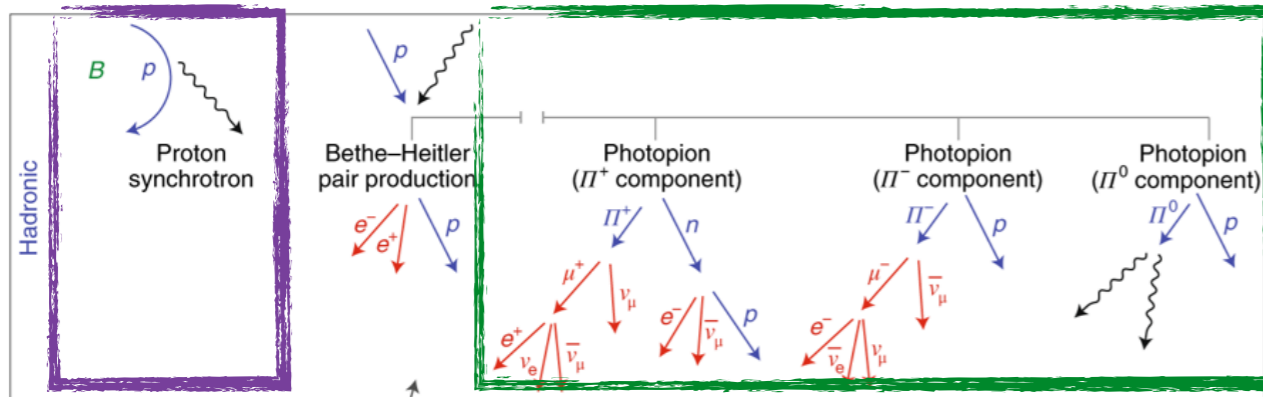 Hadronic
B
p
Proton
synchrotron
p
Bethe–Heitler
pair production
e⁻
e⁺
p
Photopion
(Π⁺ component)
Π⁺
n
μ⁺
ν_μ
e⁺
ν_e
ν̅_μ
e⁻
ν̅_μ
p
Photopion
(Π⁻ component)
Π⁻
p
μ⁻
ν̅_μ
e⁻
ν̅_e
ν_μ
Photopion
(Π⁰ component)
Π⁰
p